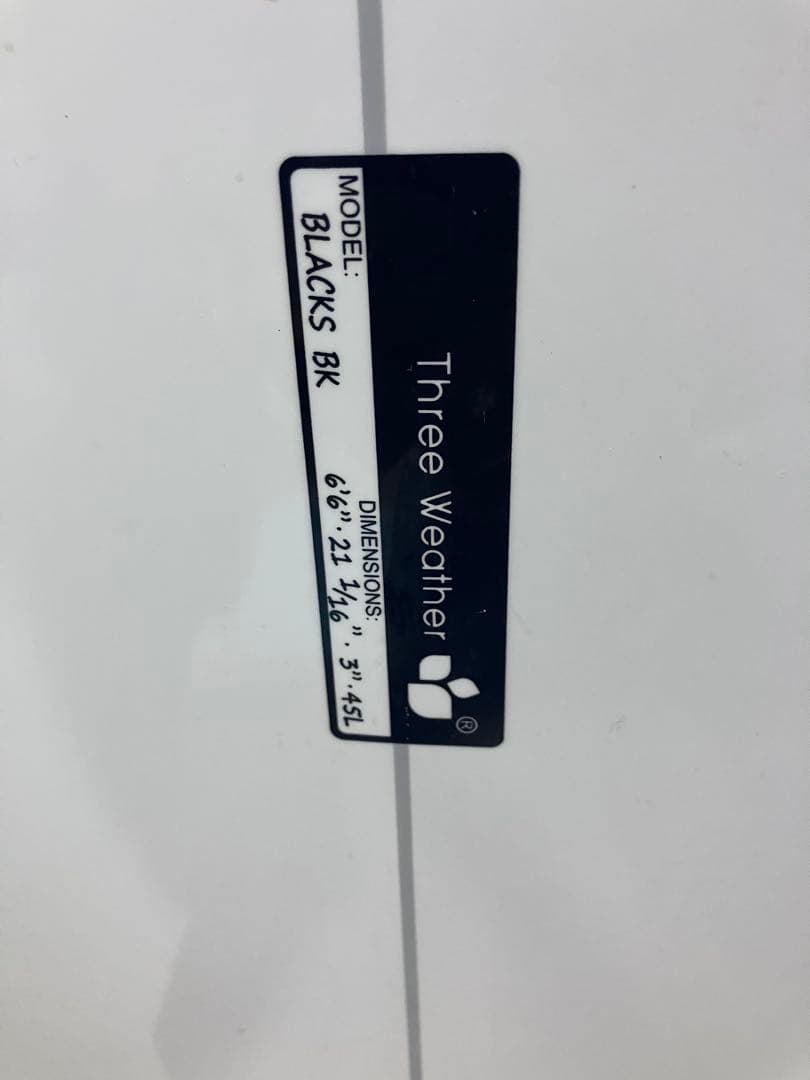 Three Weather ®
MODEL:
BLACKS BK
DIMENSIONS:
6'6". 21 1/16". 3". 45L